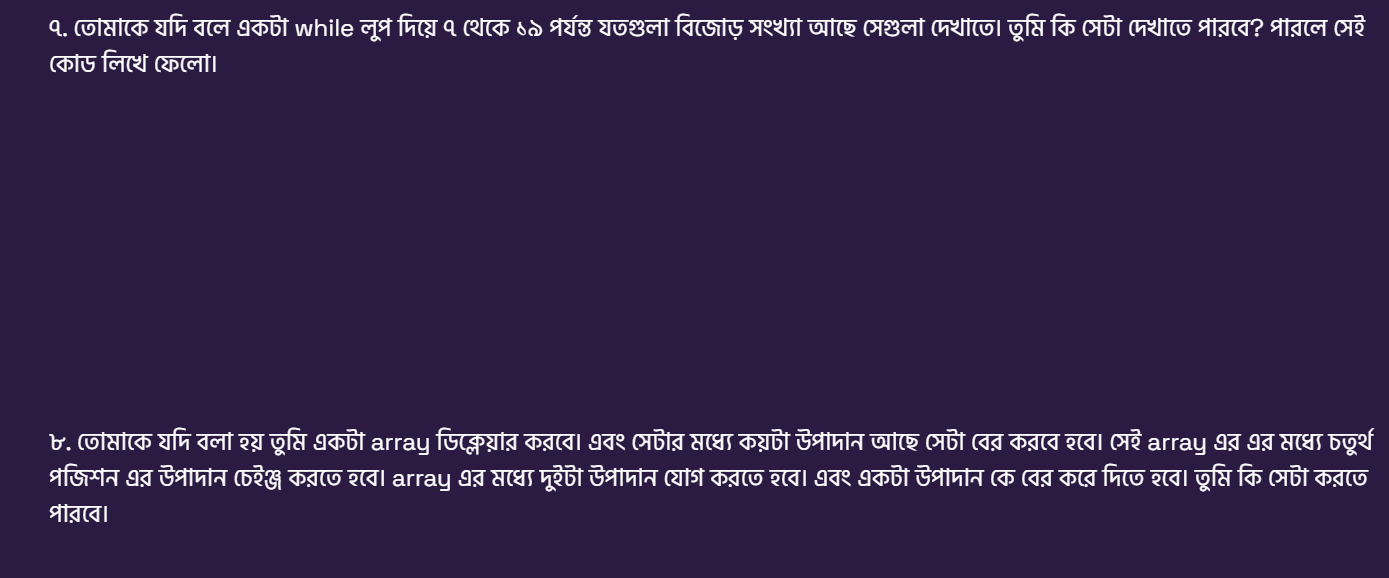 ৭. তোমাকে যদি বলে একটা while লুপ দিয়ে ৭ থেকে ১৯ পর্যন্ত যতগুলা বিজোড় সংখ্যা আছে সেগুলা দেখাতে। তুমি কি সেটা দেখাতে পারবে? পারলে সেই
কোড লিখে ফেলো।
৮. তোমাকে যদি বলা হয় তুমি একটা array ডিক্লেয়ার করবে। এবং সেটার মধ্যে কয়টা উপাদান আছে সেটা বের করবে হবে। সেই array এর এর মধ্যে চতুর্থ
পজিশন এর উপাদান চেইঞ্জ করতে হবে। array এর মধ্যে দুইটা উপাদান যোগ করতে হবে। এবং একটা উপাদান কে বের করে দিতে হবে। তুমি কি সেটা করতে
পারবে।